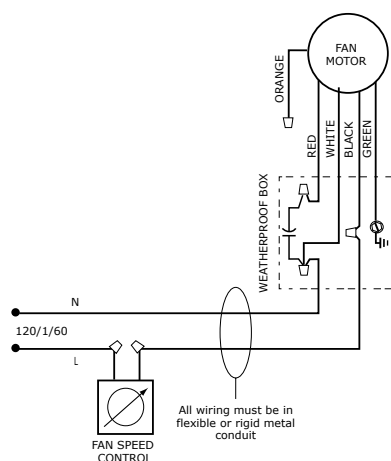 FAN
MOTOR
ORANGE
RED
WHITE
BLACK
GREEN
WEATHERPROOF BOX
N
120/1/60
L
All wiring must be in
flexible or rigid metal
conduit
FAN SPEED
CONTROL